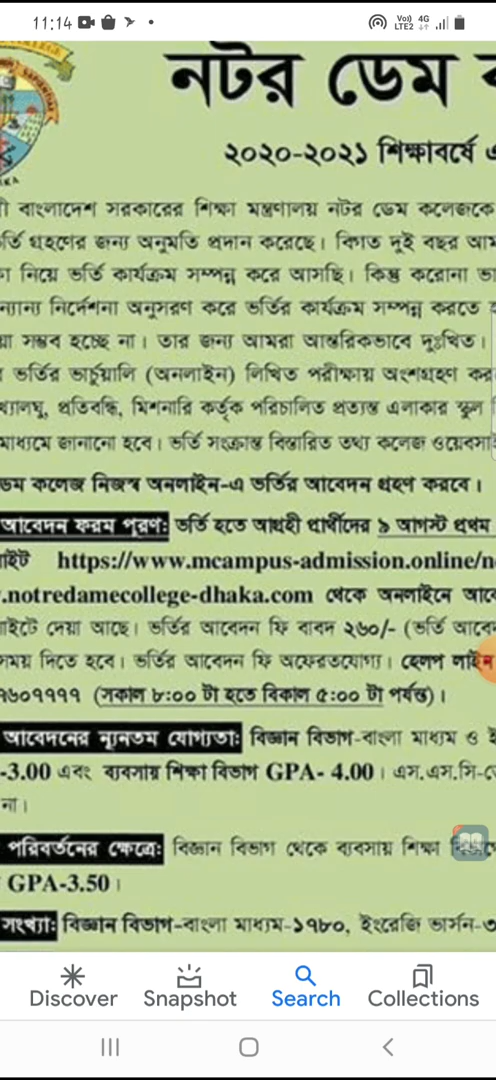 11:14
Vo)) 4G
LTE2
নটর ডেম
২০২০-২০২১ শিক্ষাবর্ষে
বাংলাদেশ সরকারের শিক্ষা মন্ত্রণালয় নটর ডেম কলেজকে
গ্রহণের জন্য অনুমতি প্রদান করেছে। বিগত দুই বছর আম
নিয়ে ভর্তি কার্যক্রম সম্পন্ন করে আসছি। কিন্তু করোনা ভা
ন্যান্য নির্দেশনা অনুসরণ করে ভর্তির কার্যক্রম সম্পন্ন করতে
য়া সম্ভব হচ্ছে না। তার জন্য আমরা আন্তরিকভাবে দুঃখিত।
ভর্তির ভার্চুয়ালি (অনলাইন) লিখিত পরীক্ষায় অংশগ্রহণ কর
খ্যালঘু, প্রতিবন্ধি, মিশনারি কর্তৃক পরিচালিত প্রত্যন্ত এলাকার স্কুল
মাধ্যমে জানানো হবে। ভর্তি সংক্রান্ত বিস্তারিত তথ্য কলেজ ওয়েবসা
ডেম কলেজ নিজস্ব অনলাইন-এ ভর্তির আবেদন গ্রহণ করবে।
আবেদন ফরম পূরণ: ভর্তি হতে আগ্রহী প্রার্থীদের ৯ আগস্ট প্রথম
াইট https://www.mcampus-admission.online/n
.notredamecollege-dhaka.com থেকে অনলাইনে আবে
াইটে দেয়া আছে। ভর্তির আবেদন ফি বাবদ ২৬০/- (ভর্তি আবে
সময় দিতে হবে। ভর্তির আবেদন ফি অফেরতযোগ্য। হেল্প লাইন
৭৬০৭৭৭৭ (সকাল ৮:০০ টা হতে বিকাল ৫:০০ টা পর্যন্ত)।
আবেদনের ন্যূনতম যোগ্যতা: বিজ্ঞান বিভাগ-বাংলা মাধ্যম ও ই
-3.00 এবং ব্যবসায় শিক্ষা বিভাগ GPA- 4.00। এস.এস.সি-তে
না।
পরিবর্তনের ক্ষেত্রে: বিজ্ঞান বিভাগ থেকে ব্যবসায় শিক্ষা
GPA-3.50।
সংখ্যা: বিজ্ঞান বিভাগ-বাংলা মাধ্যম-১৭৮০, ইংরেজি ভার্সন-৩
Discover Snapshot Search Collections